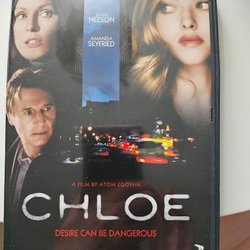 LIAM
NEESON
AMANDA
SEYFRIED
A FILM BY ATOM EGOYAN
CHLOE
DESIRE CAN BE DANGEROUS